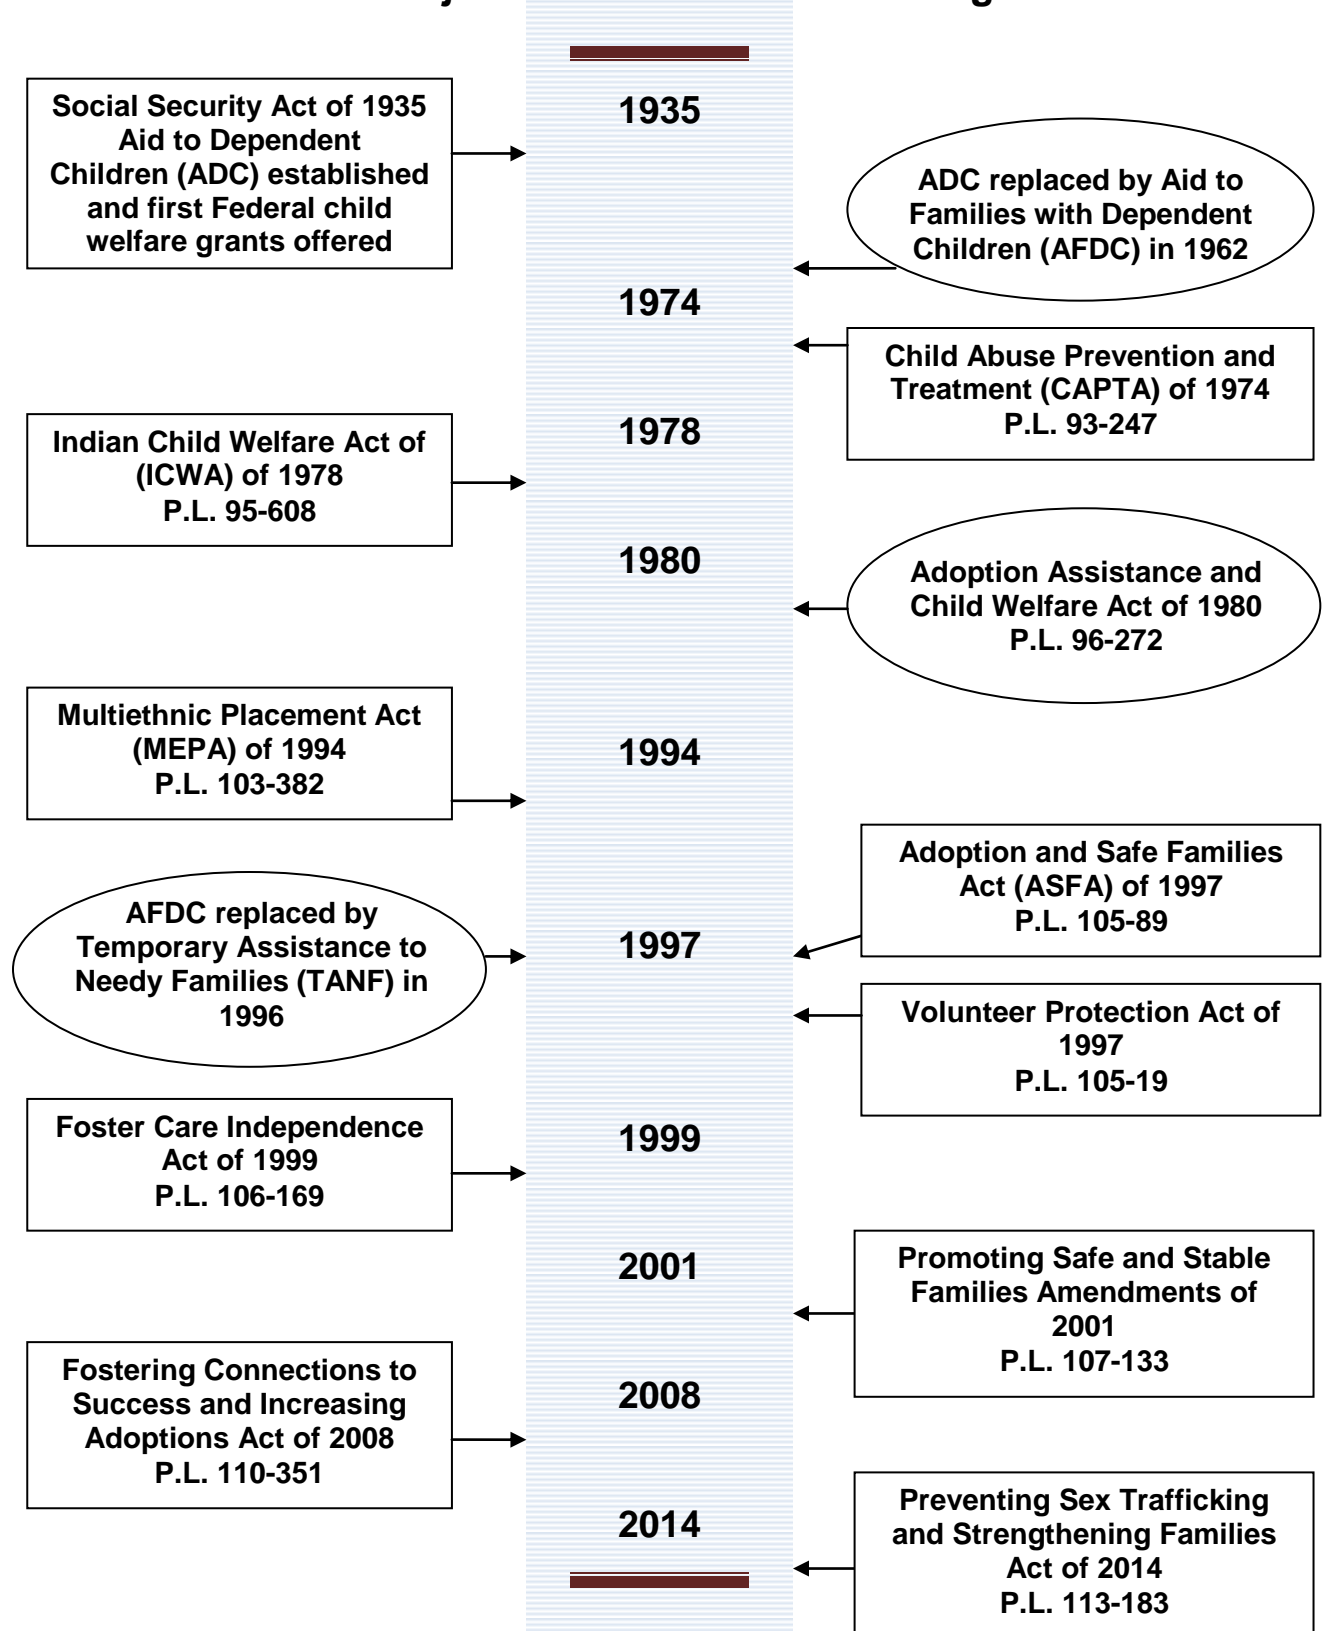 1935
Social Security Act of 1935
Aid to Dependent
Children (ADC) established
and first Federal child
welfare grants offered
ADC replaced by Aid to
Families with Dependent
Children (AFDC) in 1962
1974
Child Abuse Prevention and
Treatment (CAPTA) of 1974
P.L. 93-247
1978
Indian Child Welfare Act of
(ICWA) of 1978
P.L. 95-608
1980
Adoption Assistance and
Child Welfare Act of 1980
P.L. 96-272
Multiethnic Placement Act
(MEPA) of 1994
P.L. 103-382
1994
Adoption and Safe Families
Act (ASFA) of 1997
P.L. 105-89
AFDC replaced by
Temporary Assistance to
Needy Families (TANF) in
1996
1997
Volunteer Protection Act of
1997
P.L. 105-19
Foster Care Independence
Act of 1999
P.L. 106-169
1999
2001
Promoting Safe and Stable
Families Amendments of
2001
P.L. 107-133
Fostering Connections to
Success and Increasing
Adoptions Act of 2008
P.L. 110-351
2008
2014
Preventing Sex Trafficking
and Strengthening Families
Act of 2014
P.L. 113-183